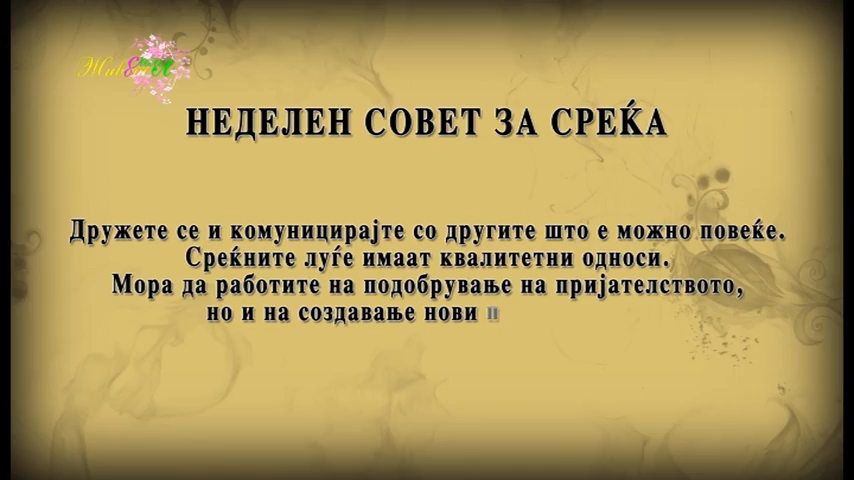 НЕДЕЛЕН СОВЕТ ЗА СРЕЌА
Дружете се и комуницирајте со другите што е можно повеќе.
Среќните луѓе имаат квалитетни односи.
Мора да работите на подобрување на пријателството,
но и на создавање нови п